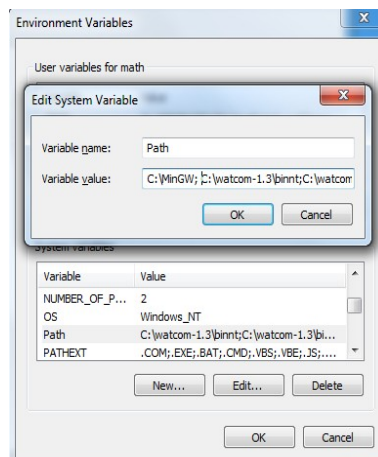 Environment Variables
User variables for math
Edit System Variable
Variable name: Path
Variable value: C:\MinGW; C:\watcom-1.3\binnt;C:\watcom
OK Cancel
System variables
Variable Value
NUMBER_OF_P... 2
OS Windows_NT
Path C:\watcom-1.3\binnt;C:\watcom-1.3\bi...
PATHEXT .COM;.EXE;.BAT;.CMD;.VBS;.VBE;.JS;....
New... Edit... Delete
OK Cancel